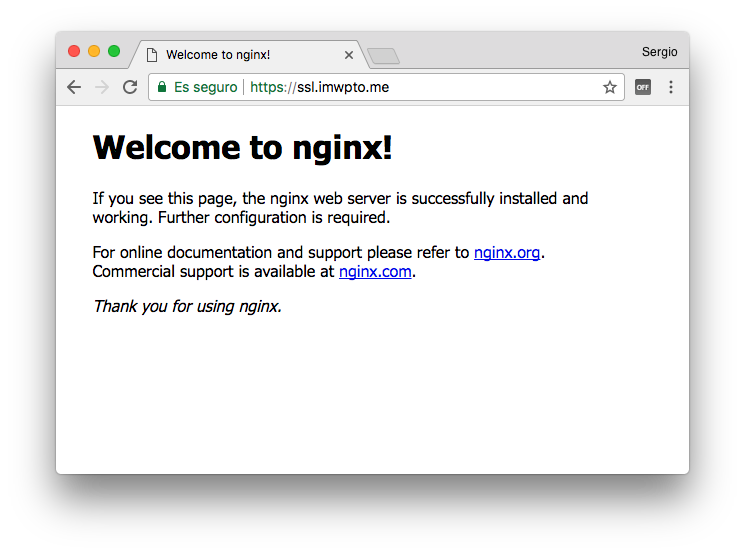 Welcome to nginx!
Sergio
Es seguro
https://ssl.imwpto.me
OFF
Welcome to nginx!
If you see this page, the nginx web server is successfully installed and
working. Further configuration is required.
For online documentation and support please refer to nginx.org.
Commercial support is available at nginx.com.
Thank you for using nginx.